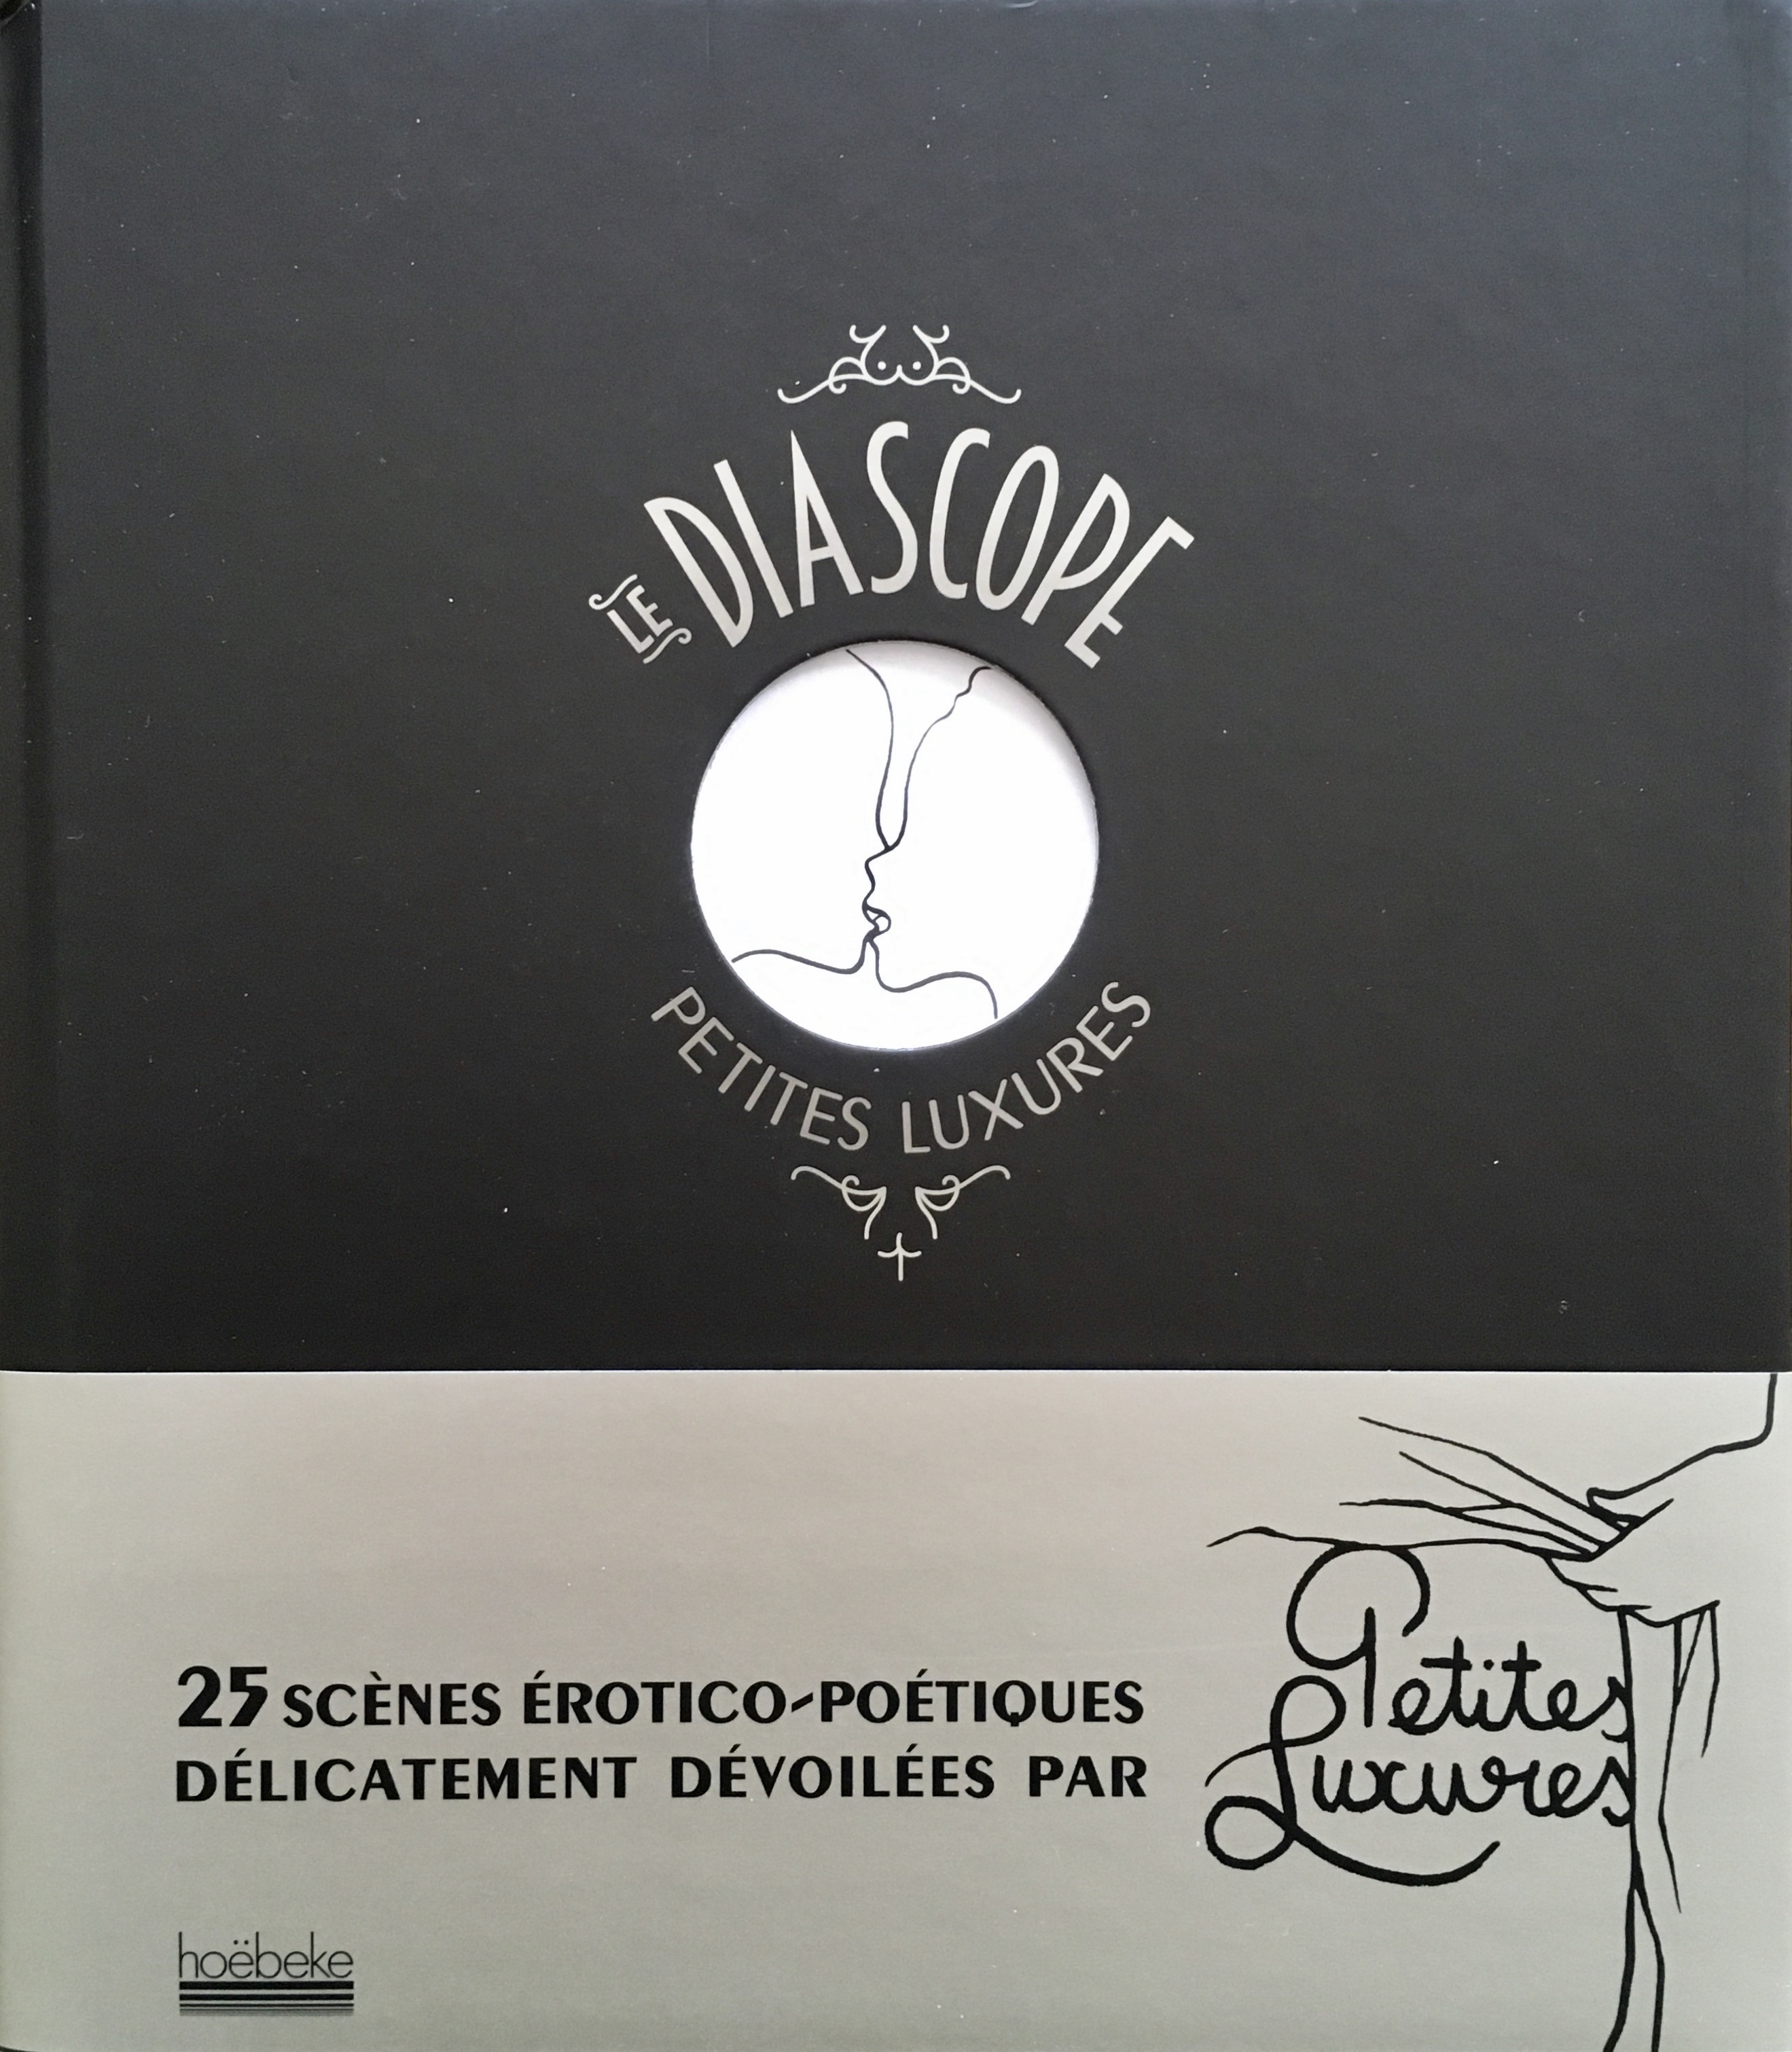 LE DIASCOPE
PETITES LUXURES
25 SCÈNES ÉROTICO-POÉTIQUES
DÉLICATEMENT DÉVOILÉES PAR
Petites
Luxures
hoëbeke